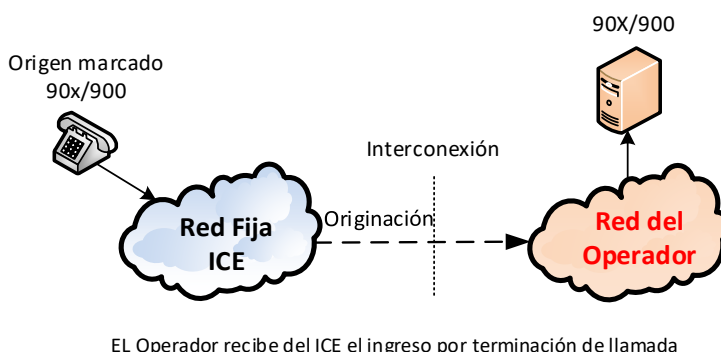 90X/900
Origen marcado
90x/900
Interconexión
Originación
Red Fija
ICE
Red del
Operador
EL Operador recibe del ICE el ingreso por terminación de llamada